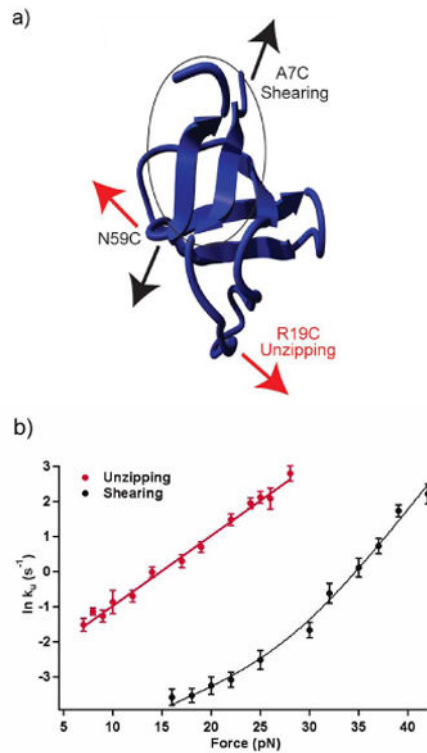 a)
A7C
Shearing
N59C
R19C
Unzipping
b)
Unzipping
Shearing
ln kᵤ (s⁻¹)
3
2
1
0
-1
-2
-3
5 10 15 20 25 30 35 40
Force (pN)